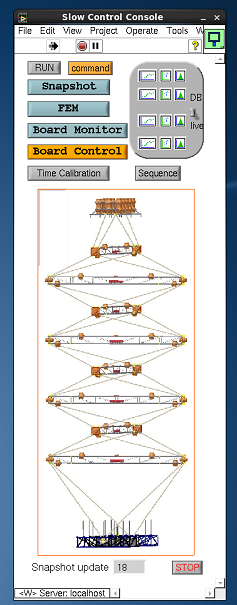 Slow Control Console
File Edit View Project Operate Tools W
RUN command
Snapshot
FEM
Board Monitor
Board Control
DB
live
Time Calibration Sequence
Snapshot update 18 STOP
<W> Server: localhost